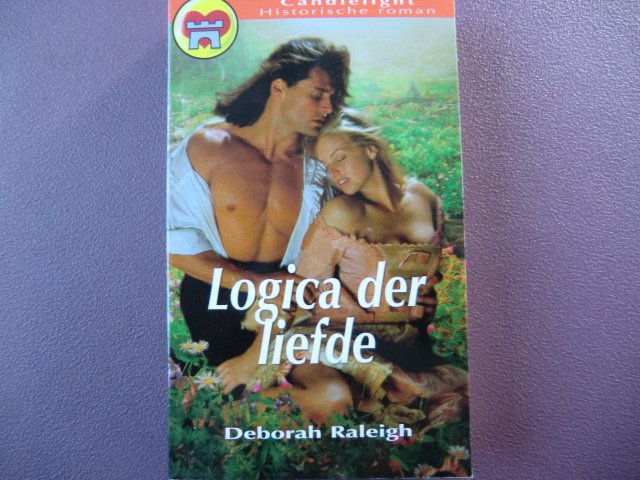 Candlelight
Historische roman
Logica der
liefde
Deborah Raleigh